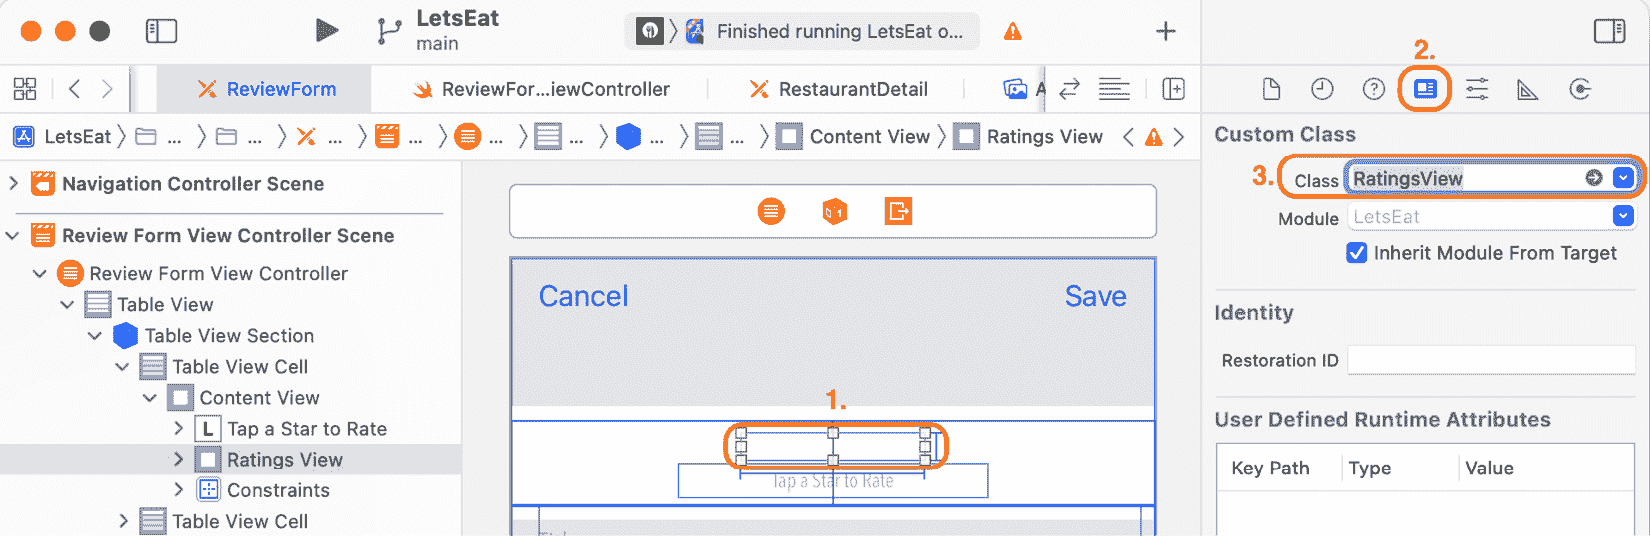 LetsEat
main
Finished running LetsEat o...
2.
ReviewForm
ReviewFor...iewController
RestaurantDetail
A
LetsEat
...
...
...
...
...
...
...
...
Content View
Ratings View
Custom Class
3.
Class
RatingsView
Module
LetsEat
Inherit Module From Target
Identity
Restoration ID
User Defined Runtime Attributes
Key Path
Type
Value
Navigation Controller Scene
Review Form View Controller Scene
Review Form View Controller
Table View
Table View Section
Table View Cell
Content View
L Tap a Star to Rate
Ratings View
Constraints
Table View Cell
1
Cancel
Save
1.
Tap a Star to Rate